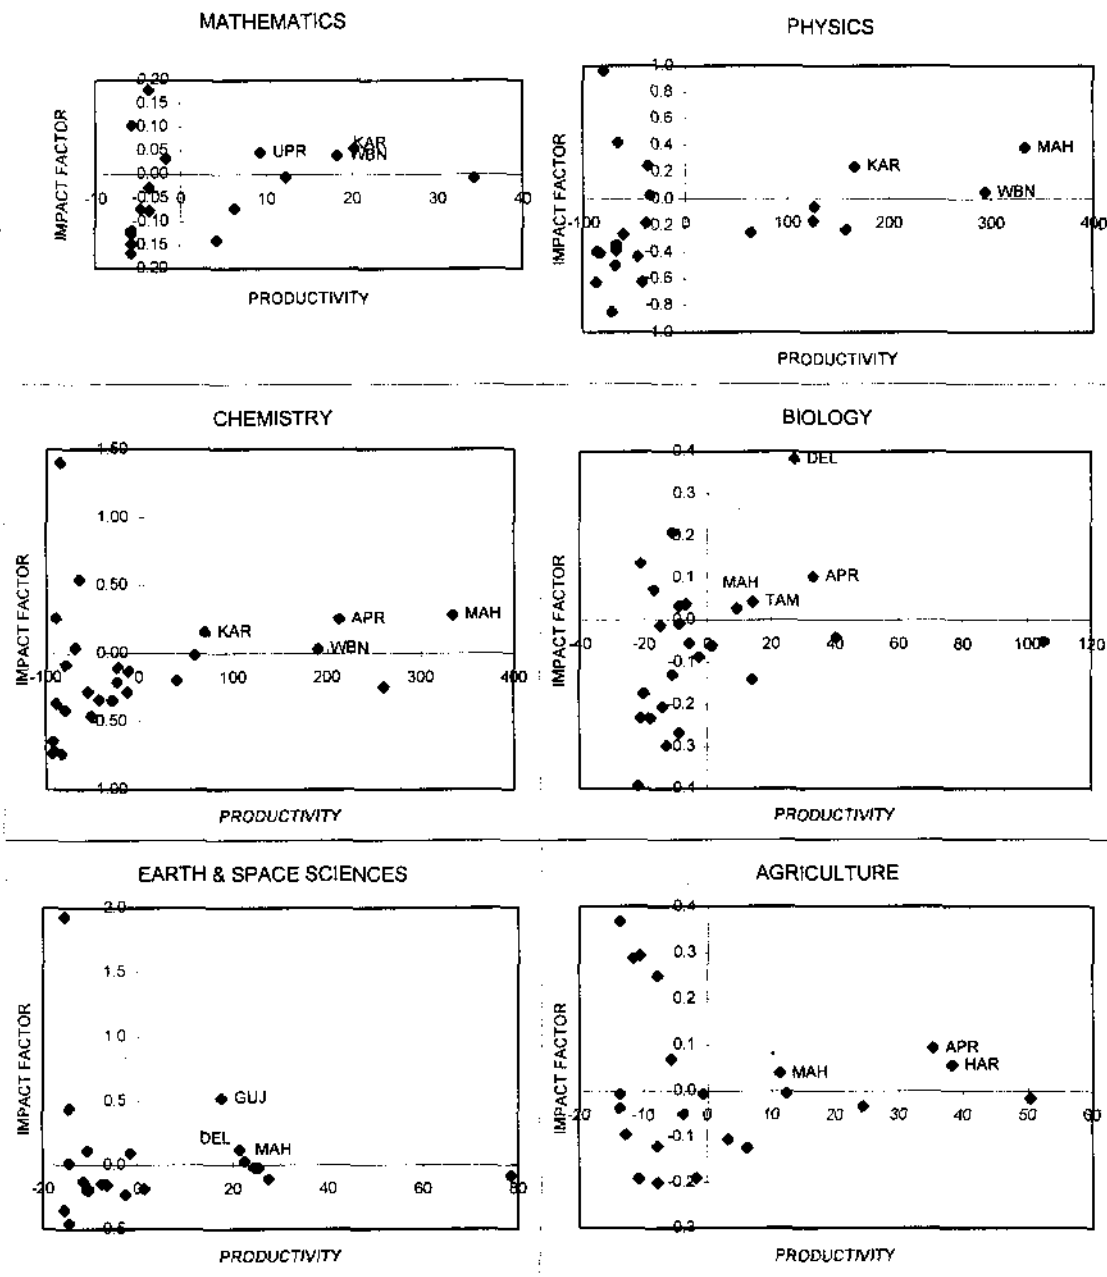 MATHEMATICS
IMPACT FACTOR
0.20
0.15
0.10
0.05
0.00
-0.05
-0.10
0.15
0.20
UPR
KAR
WBN
-10
0
10
20
30
40
PRODUCTIVITY
PHYSICS
IMPACT FACTOR
1.0
0.8
0.6
0.4
0.2
0.0
-0.2
-0.4
-0.6
-0.8
1.0
MAH
KAR
WBN
-100
0
100
200
300
400
PRODUCTIVITY
CHEMISTRY
IMPACT FACTOR
1.50
1.00
0.50
0.00
0.50
1.00
KAR
APR
MAH
WBN
-100
0
100
200
300
400
PRODUCTIVITY
BIOLOGY
IMPACT FACTOR
0.4
0.3
0.2
0.1
0.0
-0.1
-0.2
0.3
0.4
DEL
MAH
APR
TAM
-40
-20
0
20
40
60
80
100
120
PRODUCTIVITY
EARTH & SPACE SCIENCES
IMPACT FACTOR
2.0
1.5
1 0
0.5
0.0
0.5
GUJ
DEL
MAH
-20
0
20
40
60
80
PRODUCTIVITY
AGRICULTURE
IMPACT FACTOR
0.4
0.3
0.2
0.1
0.0
-0.1
-0.2
0.3
APR
HAR
MAH
-20
-10
0
10
20
30
40
50
60
PRODUCTIVITY